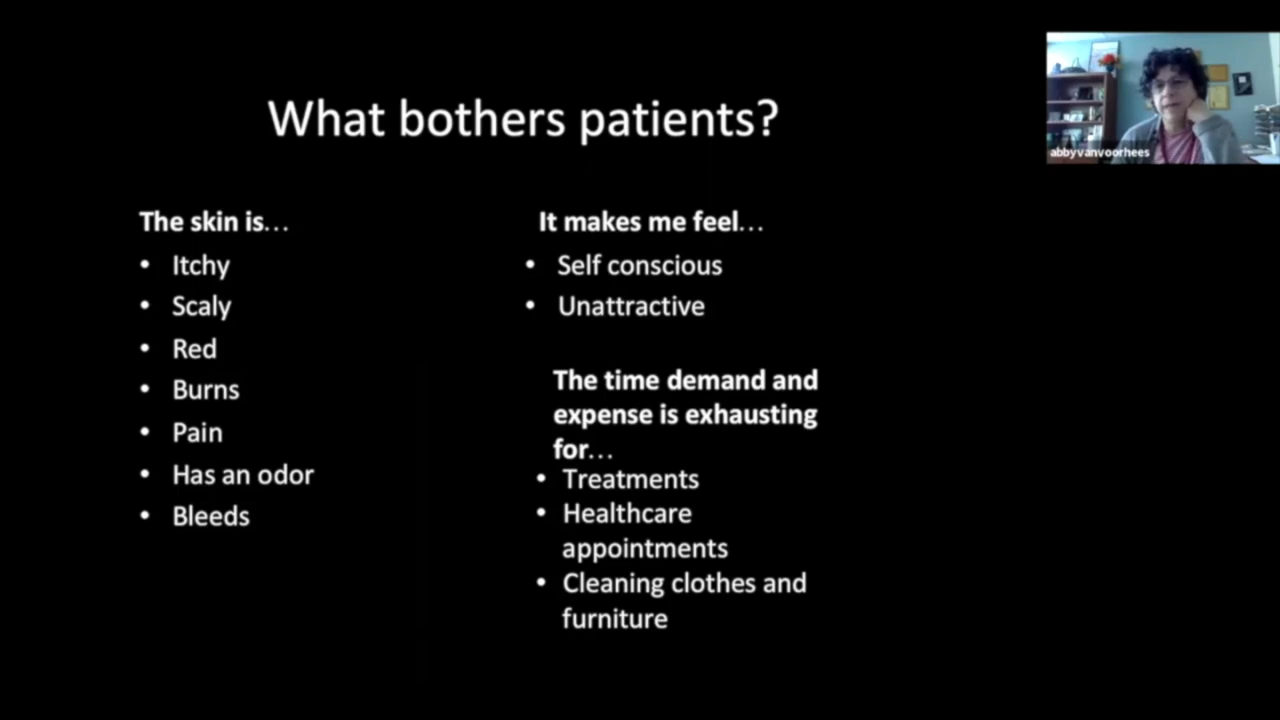 What bothers patients?
abbyvanvoorhees
The skin is…
• Itchy
• Scaly
• Red
• Burns
• Pain
• Has an odor
• Bleeds
It makes me feel…
• Self conscious
• Unattractive
The time demand and
expense is exhausting
for…
• Treatments
• Healthcare
appointments
• Cleaning clothes and
furniture